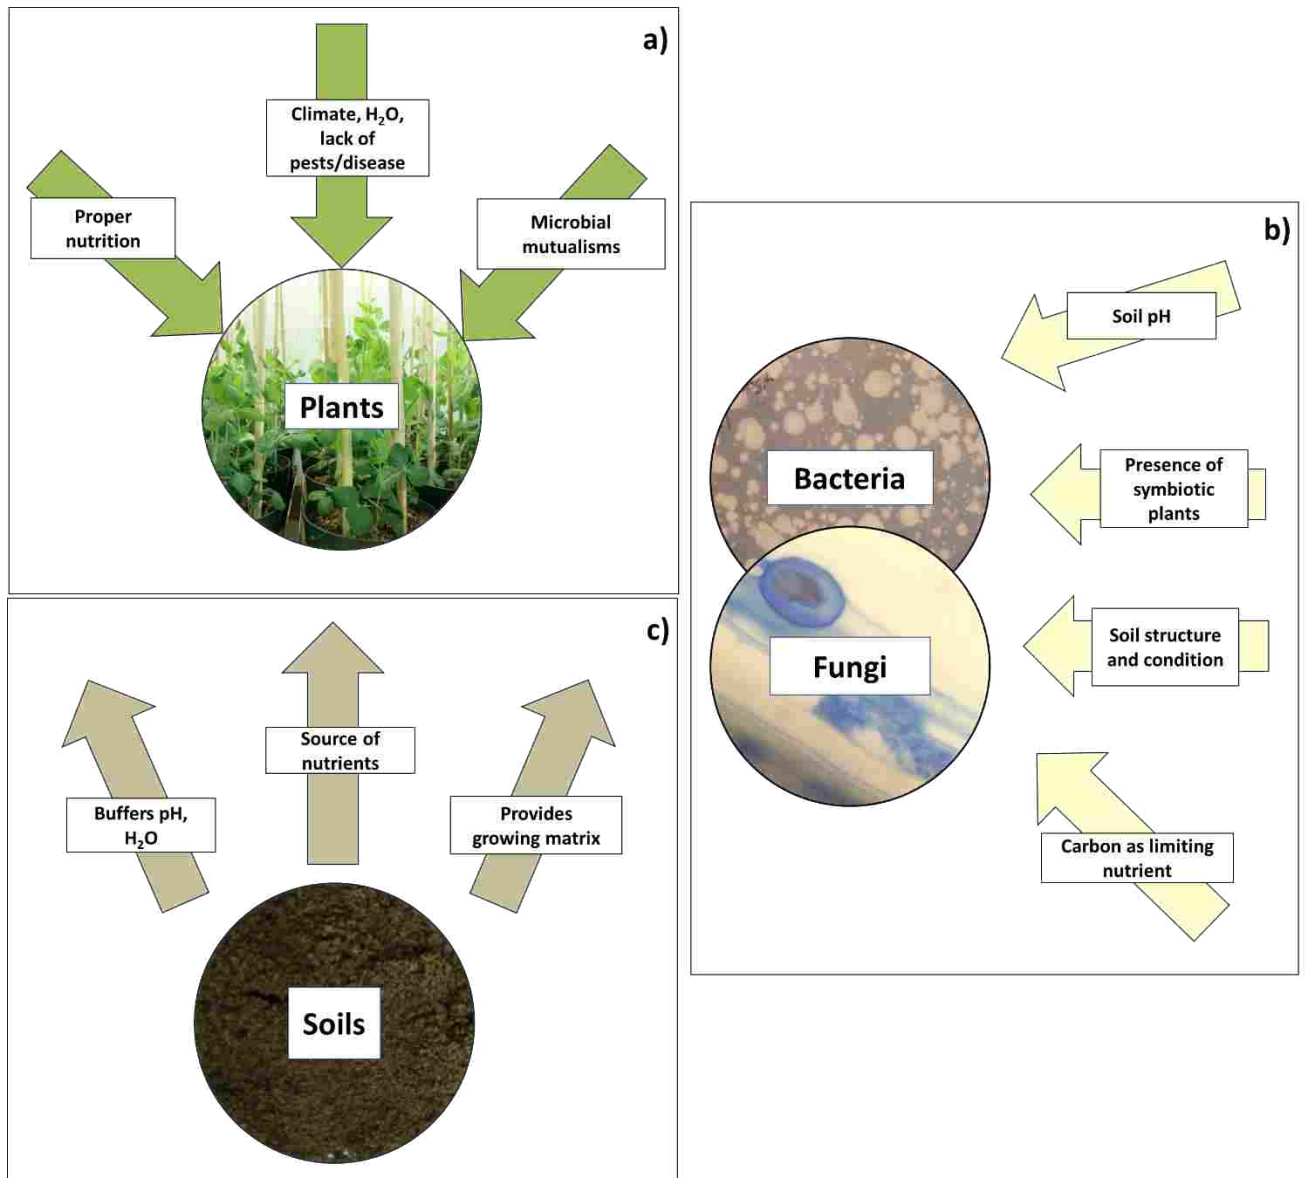 a)
Climate, H₂O,
lack of
pests/disease
Proper
nutrition
Microbial
mutualisms
Plants
b)
Soil pH
Bacteria
Presence of
symbiotic
plants
Fungi
Soil structure
and condition
Carbon as limiting
nutrient
c)
Source of
nutrients
Buffers pH,
H₂O
Provides
growing matrix
Soils